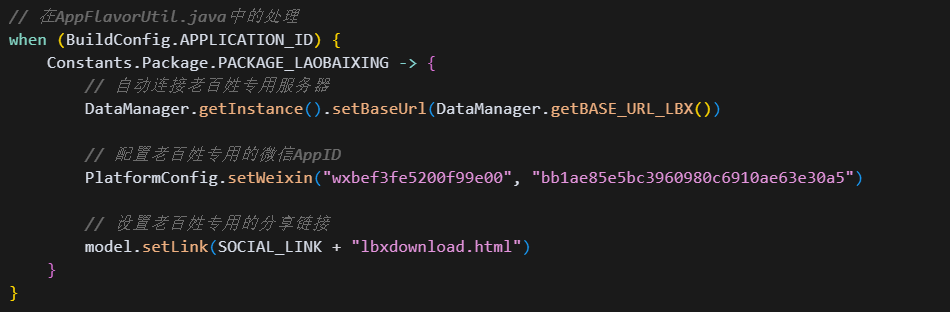 // 在AppFlavorUtil.java中的处理
when (BuildConfig.APPLICATION_ID) {
    Constants.Package.PACKAGE_LAOBAIXING -> {
        // 自动连接老百姓专用服务器
        DataManager.getInstance().setBaseUrl(DataManager.getBASE_URL_LBX())

        // 配置老百姓专用的微信AppID
        PlatformConfig.setWeixin("wxbef3fe5200f99e00", "bb1ae85e5bc3960980c6910ae63e30a5")

        // 设置老百姓专用的分享链接
        model.setLink(SOCIAL_LINK + "lbxdownload.html")
    }
}